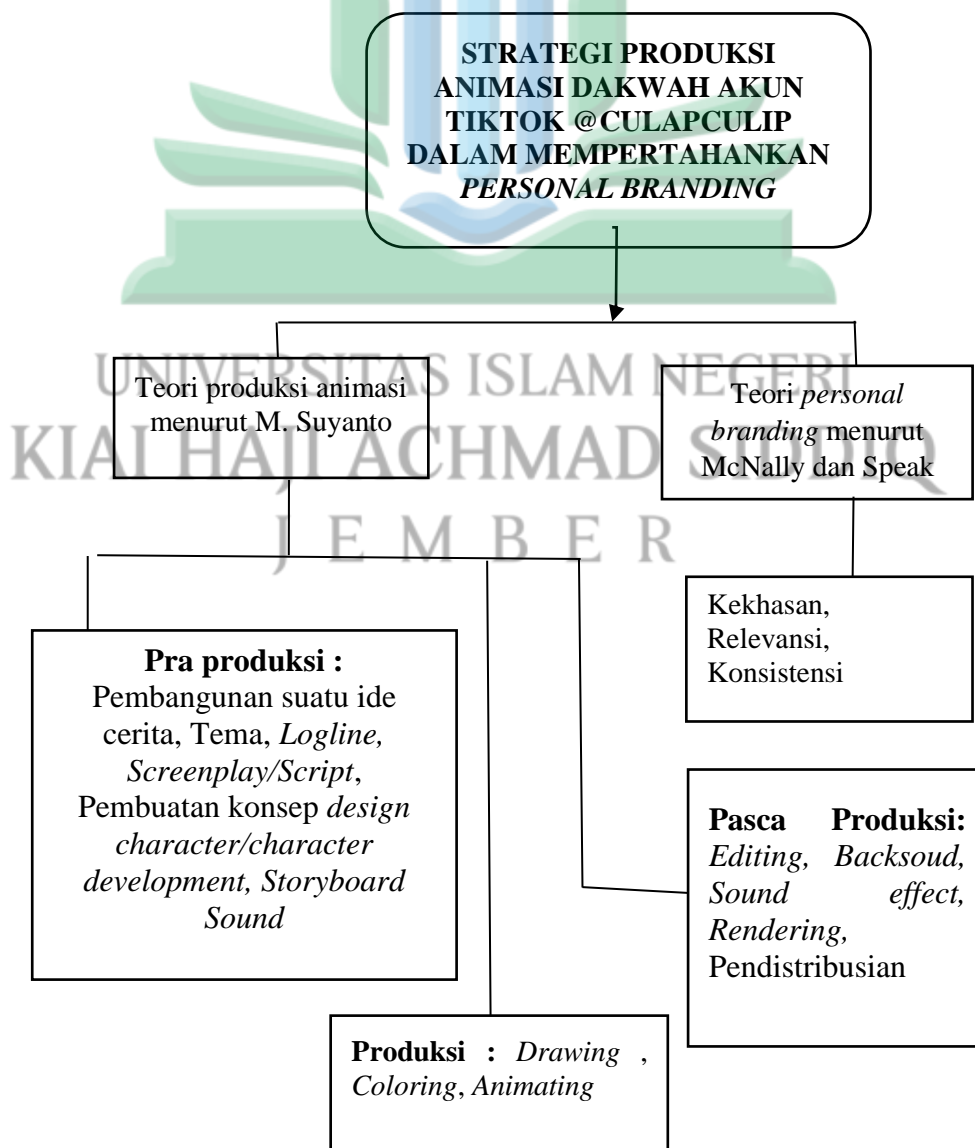 STRATEGI PRODUKSI
ANIMASI DAKWAH AKUN
TIKTOK @CULAPCULIP
DALAM MEMPERTAHANKAN
PERSONAL BRANDING
UNIVERSITAS ISLAM NEGERI
KIAI HAJI ACHMAD SIDDIQ
JEMBER
Teori produksi animasi
menurut M. Suyanto
Teori personal
branding menurut
McNally dan Speak
Kekhasan,
Relevansi,
Konsistensi
Pra produksi :
Pembangunan suatu ide
cerita, Tema, Logline,
Screenplay/Script,
Pembuatan konsep design
character/character
development, Storyboard
Sound
Pasca Produksi:
Editing, Backsoud,
Sound effect,
Rendering,
Pendistribusian
Produksi : Drawing ,
Coloring, Animating